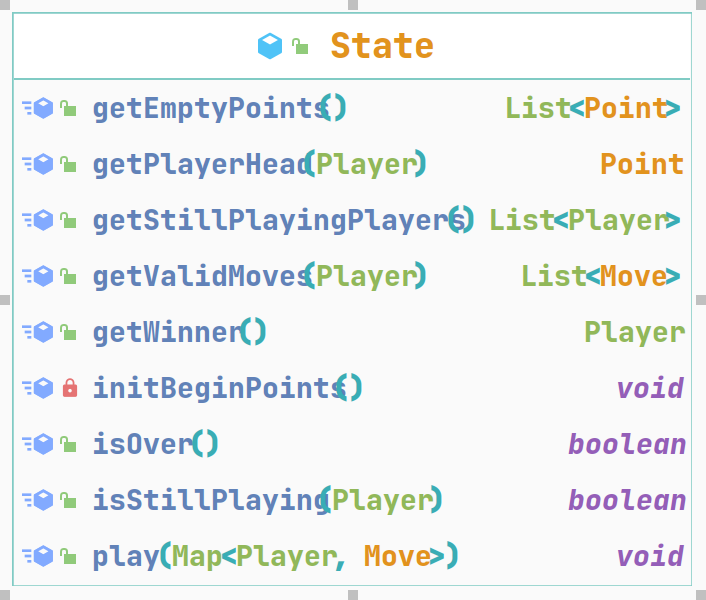 State
getEmptyPoints() List<Point>
getPlayerHead(Player) Point
getStillPlayingPlayers() List<Player>
getValidMoves(Player) List<Move>
getWinner() Player
initBeginPoints() void
isOver() boolean
isStillPlaying(Player) boolean
play(Map<Player, Move>) void